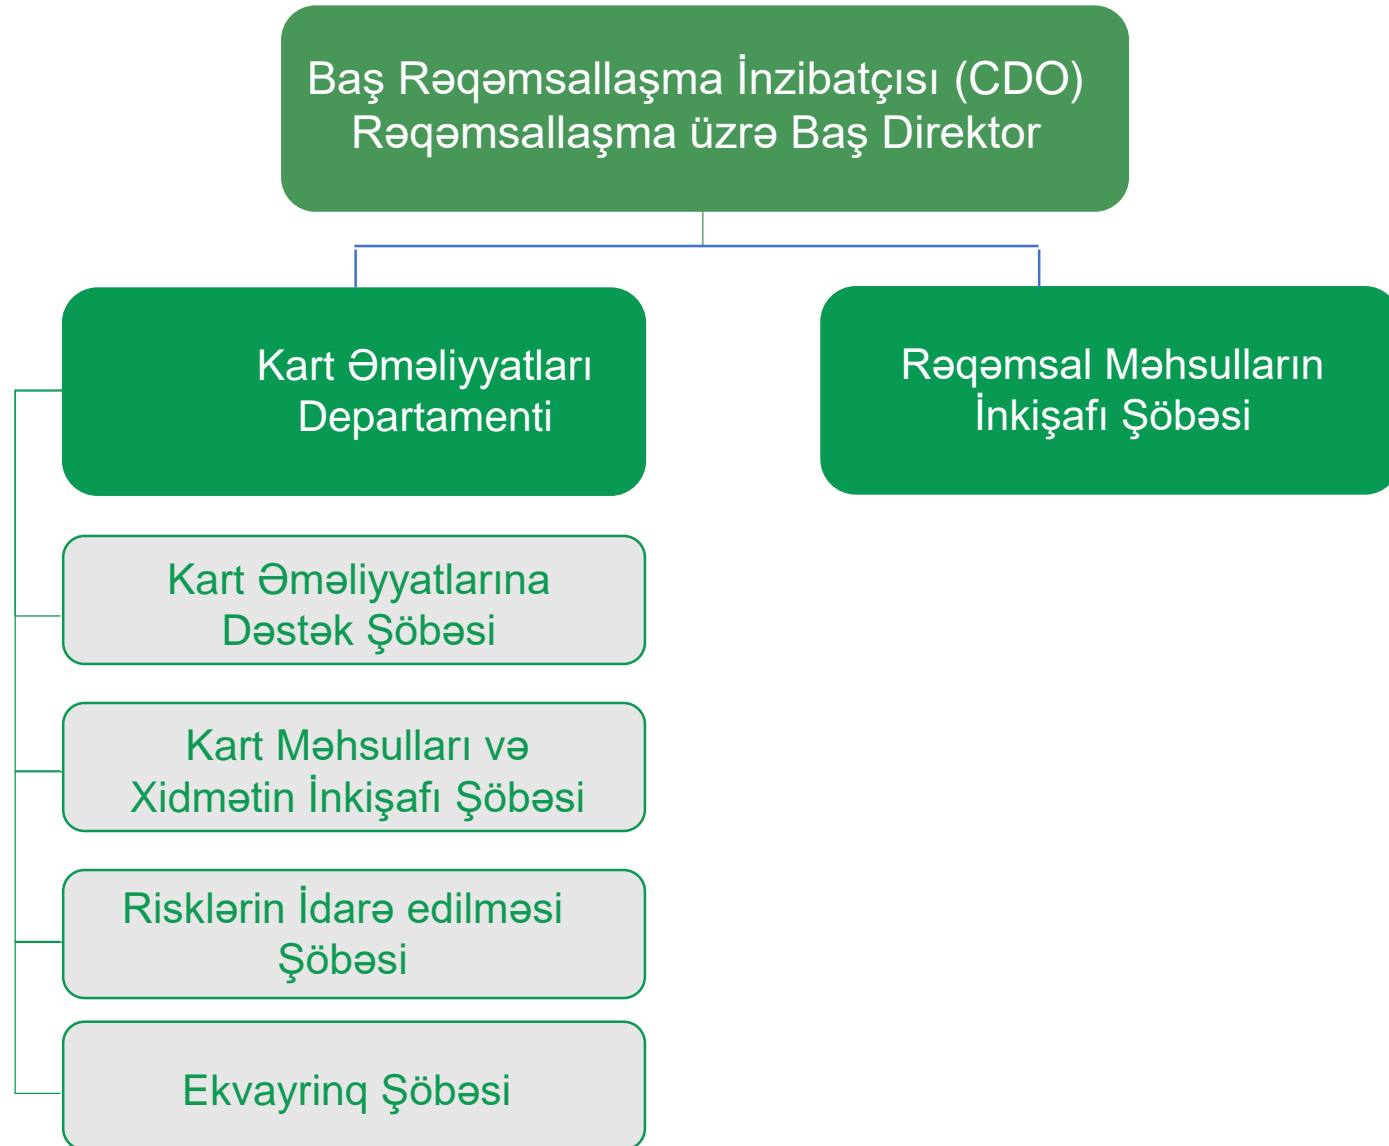 Baş Rəqəmsallaşma İnzibatçısı (CDO)
Rəqəmsallaşma üzrə Baş Direktor
Kart Əməliyyatları
Departamenti
Rəqəmsal Məhsulların
İnkişafı Şöbəsi
Kart Əməliyyatlarına
Dəstək Şöbəsi
Kart Məhsulları və
Xidmətin İnkişafı Şöbəsi
Risklərin İdarə edilməsi
Şöbəsi
Ekvayrinq Şöbəsi